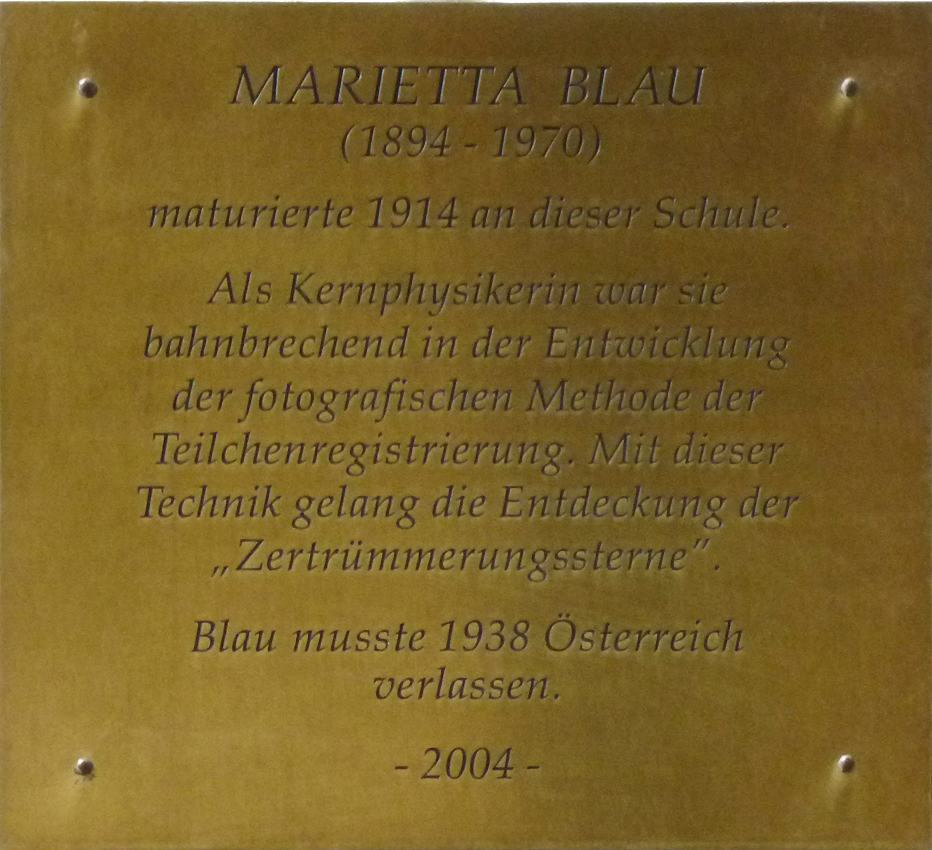 MARIETTA BLAU
(1894 - 1970)
maturierte 1914 an dieser Schule.
Als Kernphysikerin war sie
bahnbrechend in der Entwicklung
der fotografischen Methode der
Teilchenregistrierung. Mit dieser
Technik gelang die Entdeckung der
„Zertrümmerungssterne”.
Blau musste 1938 Österreich
verlassen.
- 2004 -